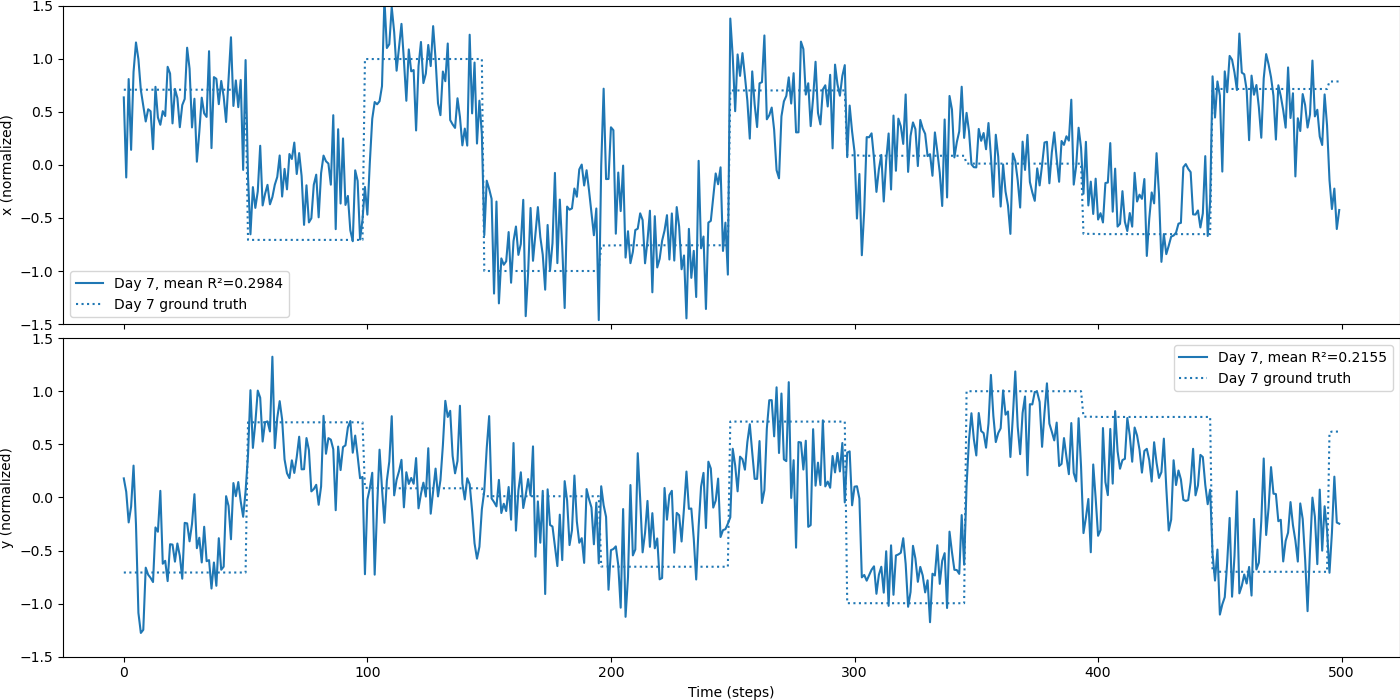 1.5
1.0
0.5
0.0
−0.5
−1.0
−1.5
x (normalized)
Day 7, mean R²=0.2984
Day 7 ground truth
1.5
1.0
0.5
0.0
−0.5
−1.0
−1.5
y (normalized)
Day 7, mean R²=0.2155
Day 7 ground truth
0 100 200 300 400 500
Time (steps)